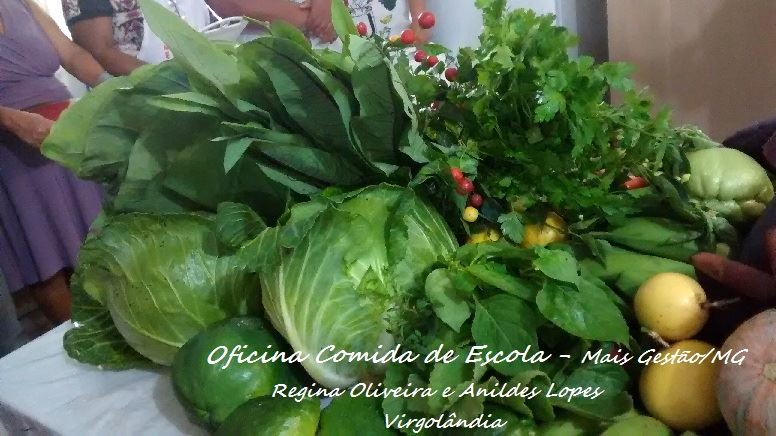 Oficina Comida de Escola - Mais Gestão/MG
Regina Oliveira e Anildes Lopes
Virgolândia